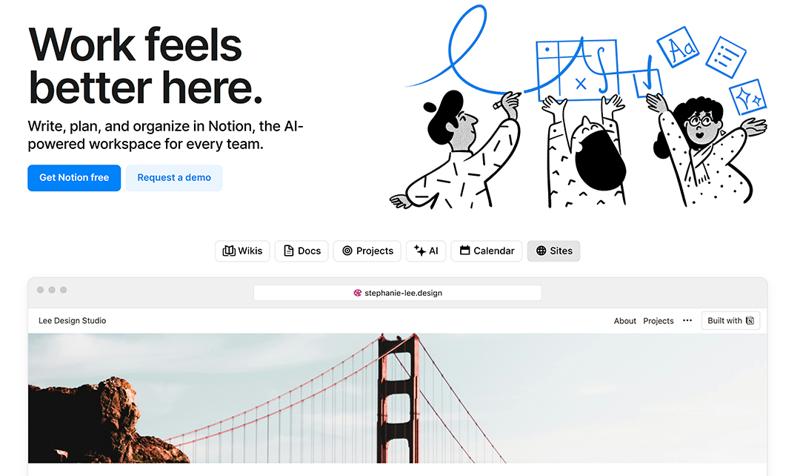 Work feels
better here.
Write, plan, and organize in Notion, the AI-
powered workspace for every team.
Get Notion free
Request a demo
Aa
x
Wikis
Docs
Projects
AI
Calendar
Sites
stephanie-lee.design
Lee Design Studio
About
Projects
•••
Built with